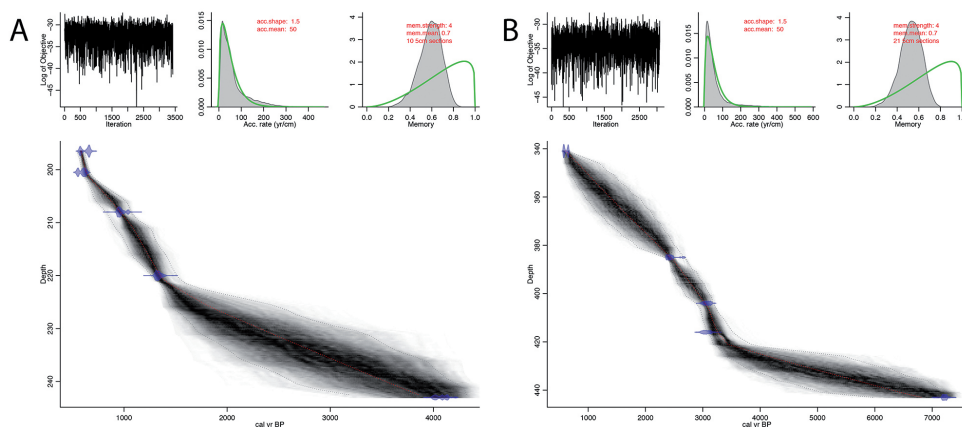 A
Log of Objective
-30
-35
-40
-45
0 500 1500 2500 3500
Iteration
0.015
0.010
0.005
0.000
acc.shape: 1.5
acc.mean: 50
0 100 200 300 400
Acc. rate (yr/cm)
4
3
2
1
0
mem.strength: 4
mem.mean: 0.7
10 5cm sections
0.0 0.2 0.4 0.6 0.8 1.0
Memory
Depth
200
210
220
230
240
1000 2000 3000 4000
cal yr BP
B
Log of Objective
-25
-30
-35
-40
-45
0 1000 2000 3000
Iteration
0.015
0.010
0.005
0.000
acc.shape: 1.5
acc.mean: 50
0 100 200 300 400 500 600
Acc. rate (yr/cm)
4
3
2
1
0
mem.strength: 4
mem.mean: 0.7
21 5cm sections
0.0 0.2 0.4 0.6 0.8 1.0
Memory
Depth
340
360
380
400
420
440
1000 2000 3000 4000 5000 6000 7000
cal yr BP